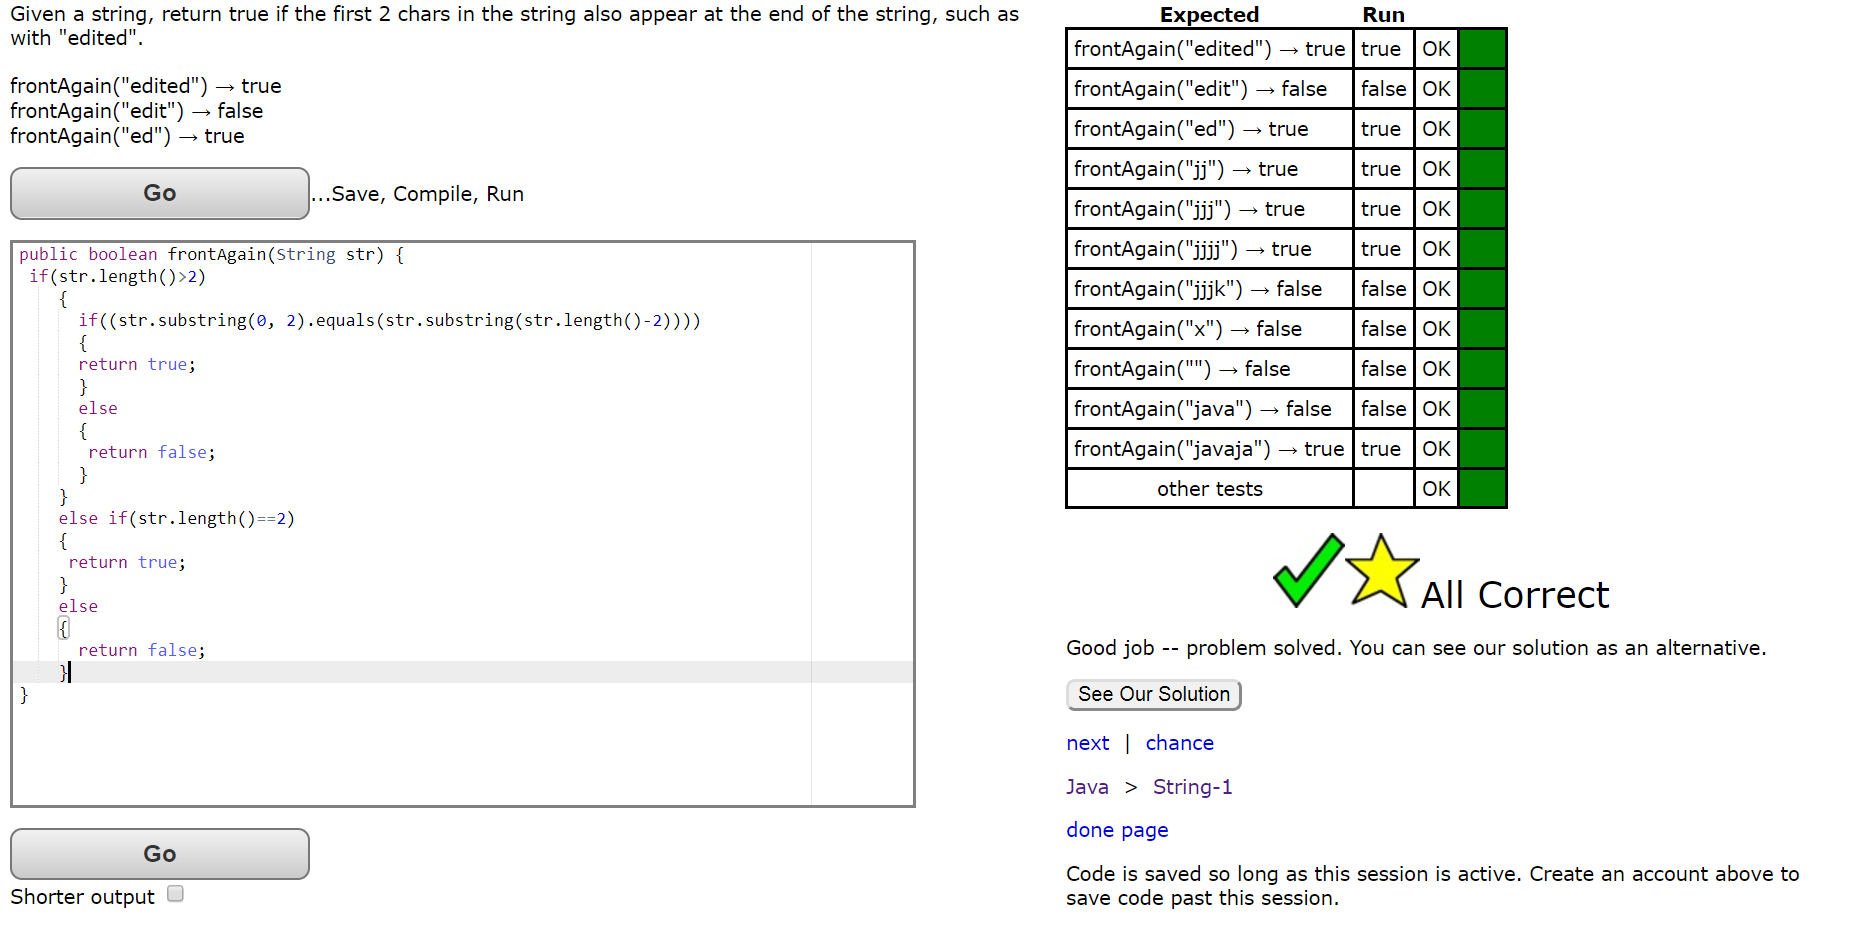 Given a string, return true if the first 2 chars in the string also appear at the end of the string, such as
with "edited".
frontAgain("edited") → true
frontAgain("edit") → false
frontAgain("ed") → true
Go
...Save, Compile, Run
public boolean frontAgain(String str) {
if(str.length()>2)
{
if((str.substring(0, 2).equals(str.substring(str.length()-2))))
{
return true;
}
else
{
return false;
}
}
else if(str.length()==2)
{
return true;
}
else
{
return false;
}
}
Go
Shorter output
Expected Run
frontAgain("edited") → true true OK
frontAgain("edit") → false false OK
frontAgain("ed") → true true OK
frontAgain("jj") → true true OK
frontAgain("jjj") → true true OK
frontAgain("jjjj") → true true OK
frontAgain("jjjk") → false false OK
frontAgain("x") → false false OK
frontAgain("") → false false OK
frontAgain("java") → false false OK
frontAgain("javaja") → true true OK
other tests OK
All Correct
Good job -- problem solved. You can see our solution as an alternative.
See Our Solution
next | chance
Java > String-1
done page
Code is saved so long as this session is active. Create an account above to
save code past this session.